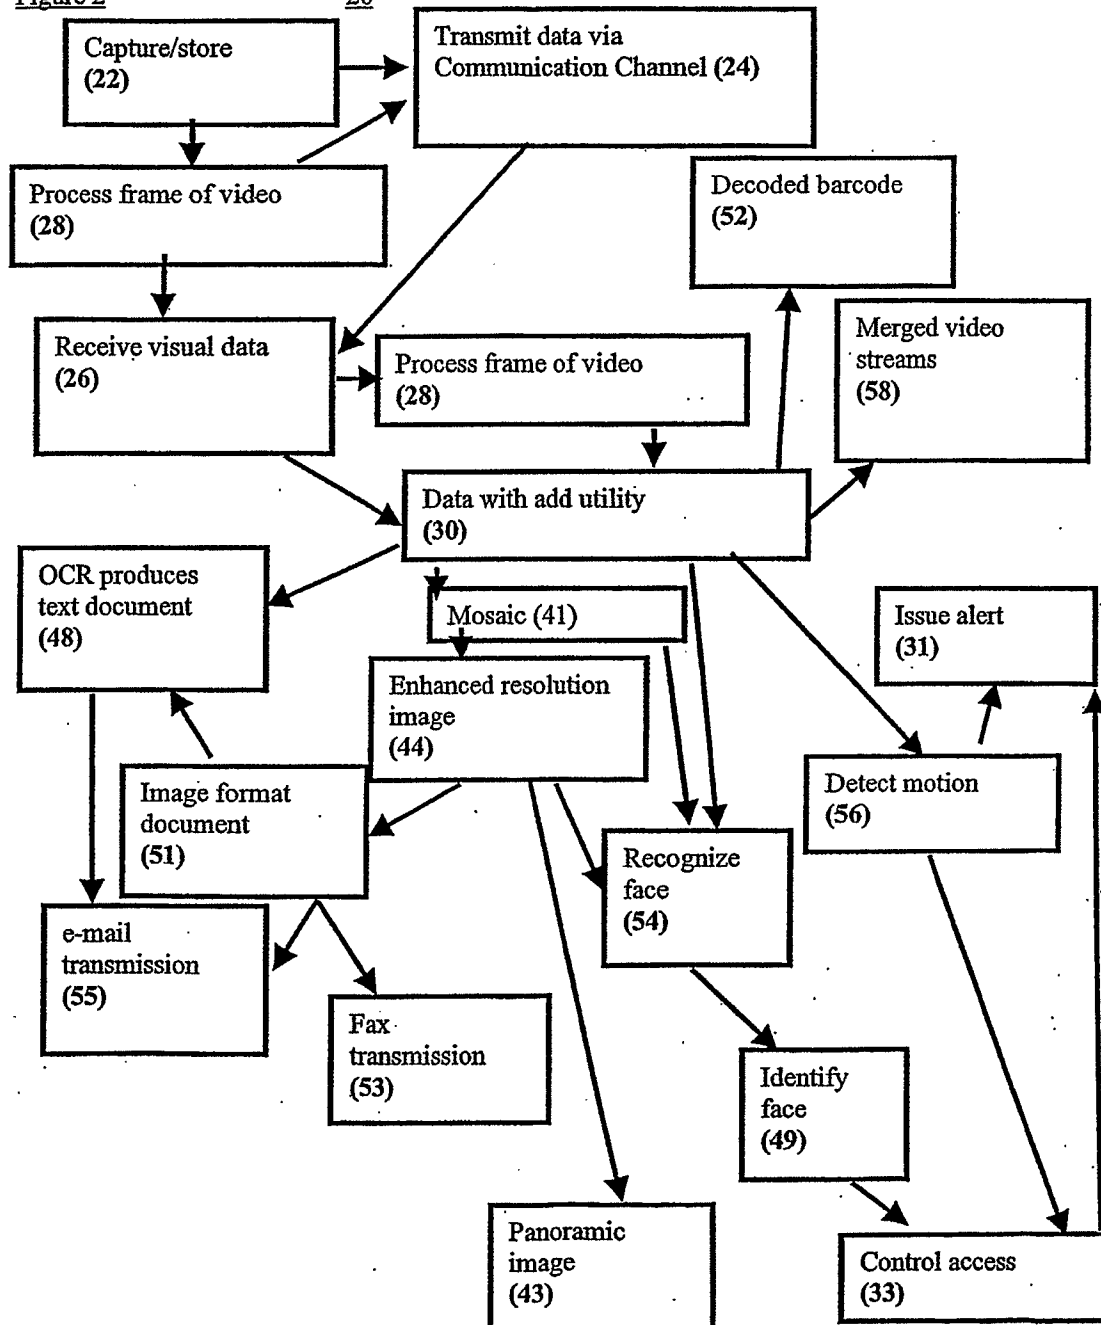 Figure 2 20
Capture/store
(22)
Transmit data via
Communication Channel (24)
Process frame of video
(28)
Decoded barcode
(52)
Receive visual data
(26)
Process frame of video
(28)
Merged video
streams
(58)
Data with add utility
(30)
OCR produces
text document
(48)
Mosaic (41)
Issue alert
(31)
Enhanced resolution
image
(44)
Image format
document
(51)
Detect motion
(56)
Recognize
face
(54)
e-mail
transmission
(55)
Fax
transmission
(53)
Identify
face
(49)
Panoramic
image
(43)
Control access
(33)